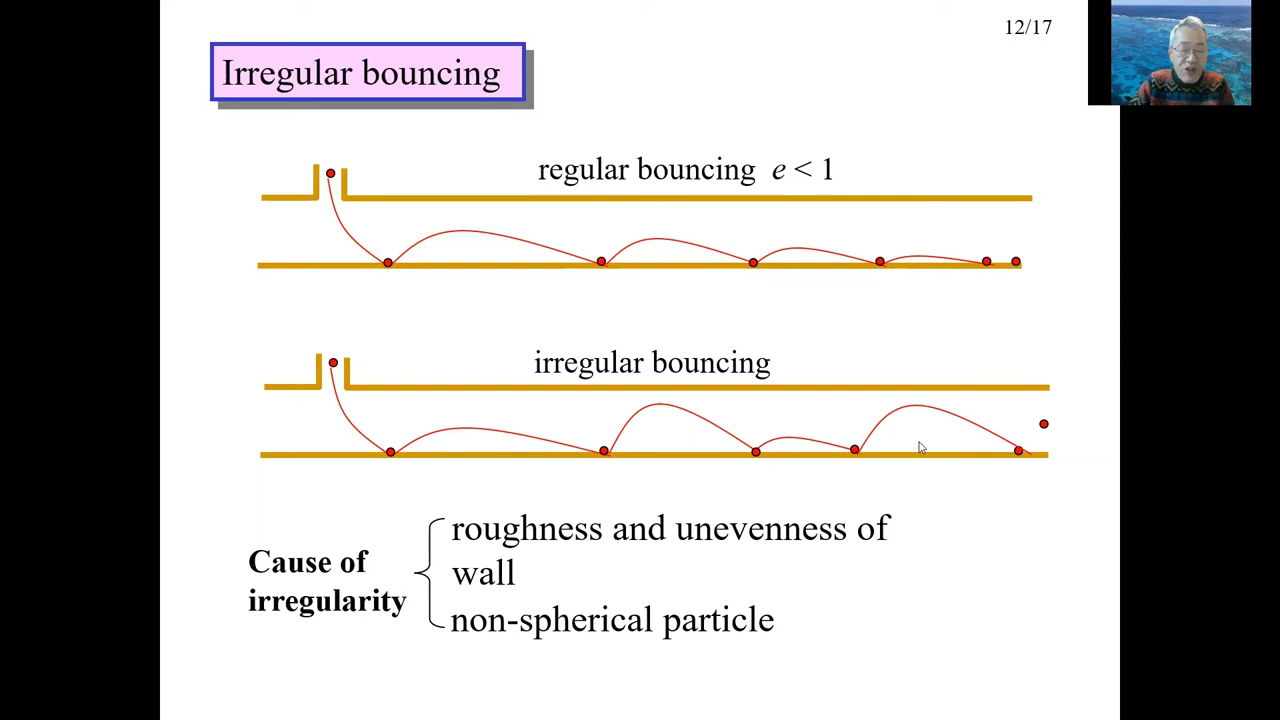 12/17
Irregular bouncing
regular bouncing e < 1
irregular bouncing
Cause of
irregularity
roughness and unevenness of
wall
non-spherical particle